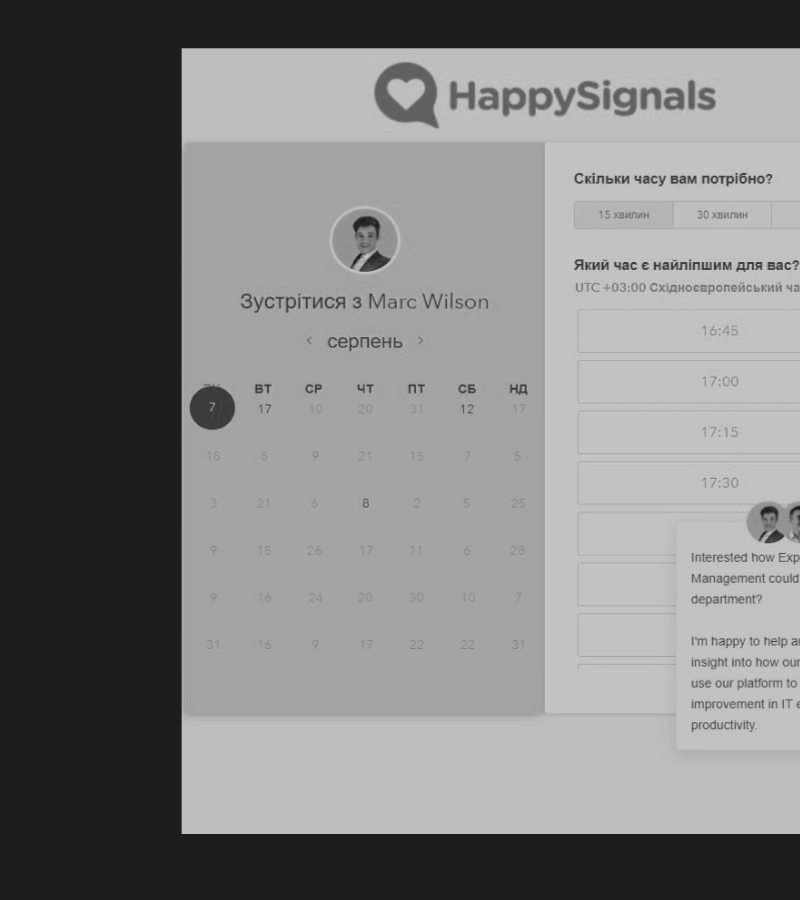 HappySignals
Зустрітися з Marc Wilson
‹ серпень ›
ВТ СР ЧТ ПТ СБ НД
7 17 10 20 31 12 17
18 8 9 21 15 7 5
3 21 6 8 2 5 25
9 15 26 17 11 6 28
9 16 24 20 30 10 7
31 16 9 17 22 22 31
Скільки часу вам потрібно?
15 хвилин 30 хвилин
Який час є найліпшим для вас?
UTC +03:00 Східноєвропейський ча
16:45
17:00
17:15
17:30
Interested how Exp
Management could
department?
I'm happy to help a
insight into how our
use our platform to
improvement in IT e
productivity.